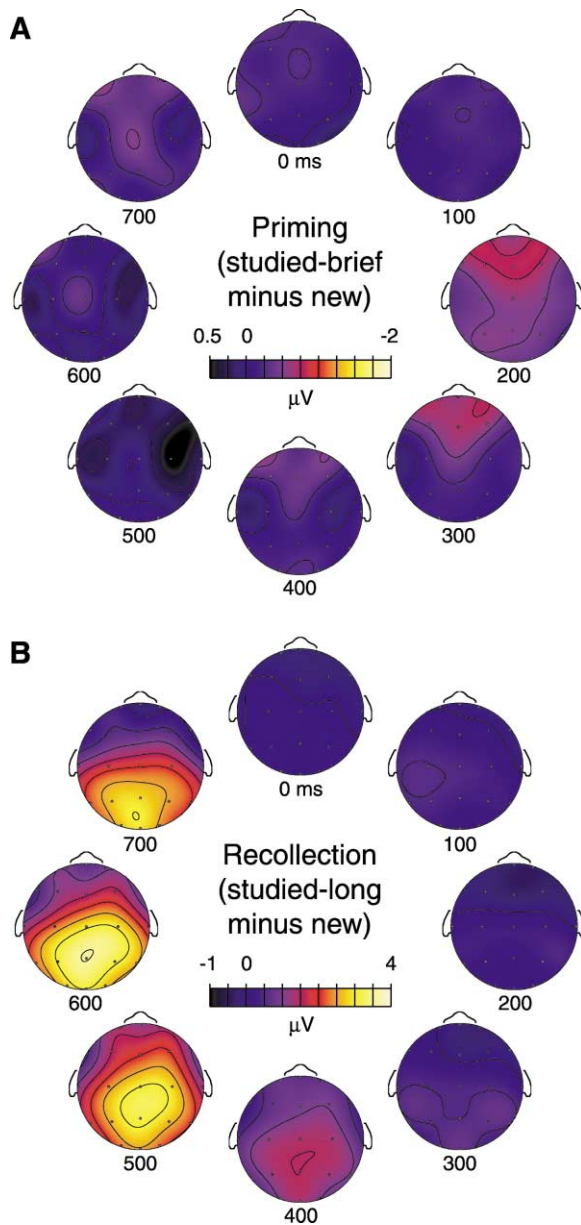 A
0 ms
700
100
Priming
(studied-brief
minus new)
0.5 0 -2
μV
600
200
500
300
400
B
0 ms
700
100
Recollection
(studied-long
minus new)
-1 0 4
μV
600
200
500
300
400